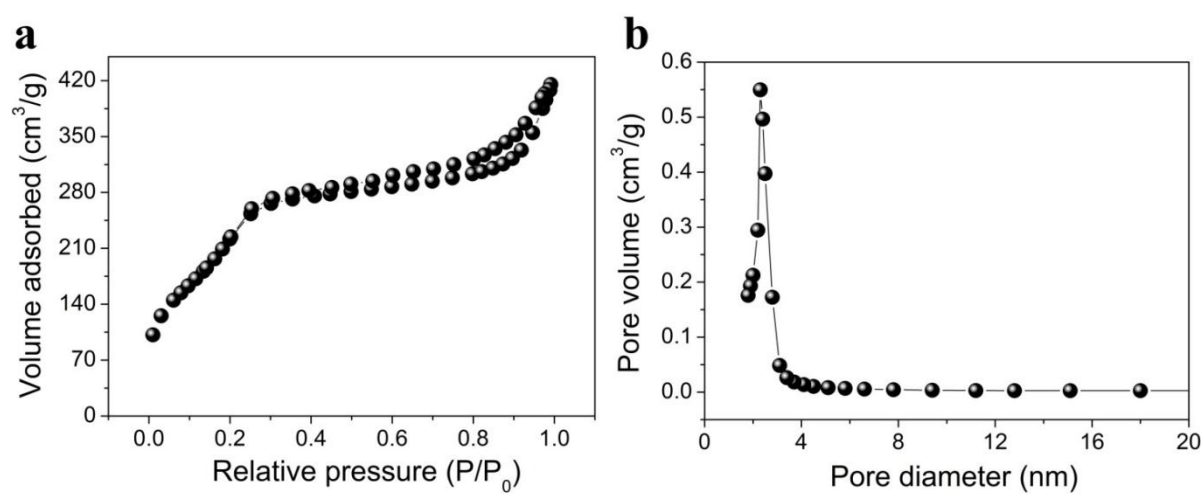 a
Volume adsorbed (cm³/g)
420
350
280
210
140
70
0
0.0 0.2 0.4 0.6 0.8 1.0
Relative pressure (P/P₀)
b
Pore volume (cm³/g)
0.6
0.5
0.4
0.3
0.2
0.1
0.0
0 4 8 12 16 20
Pore diameter (nm)